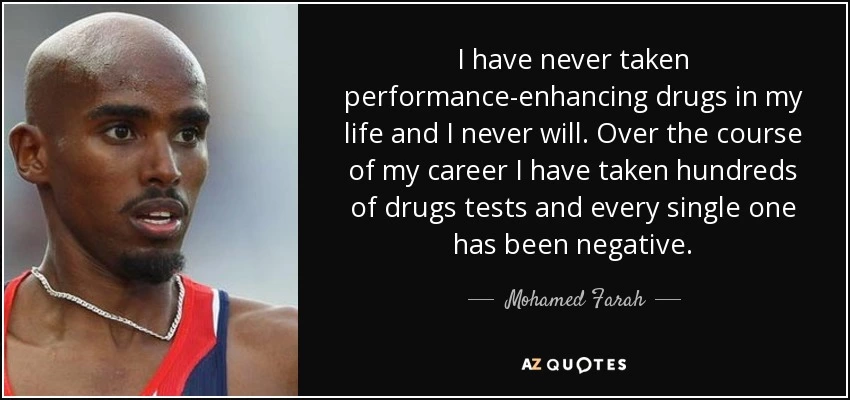 I have never taken
performance-enhancing drugs in my
life and I never will. Over the course
of my career I have taken hundreds
of drugs tests and every single one
has been negative.
Mohamed Farah
AZ QUOTES